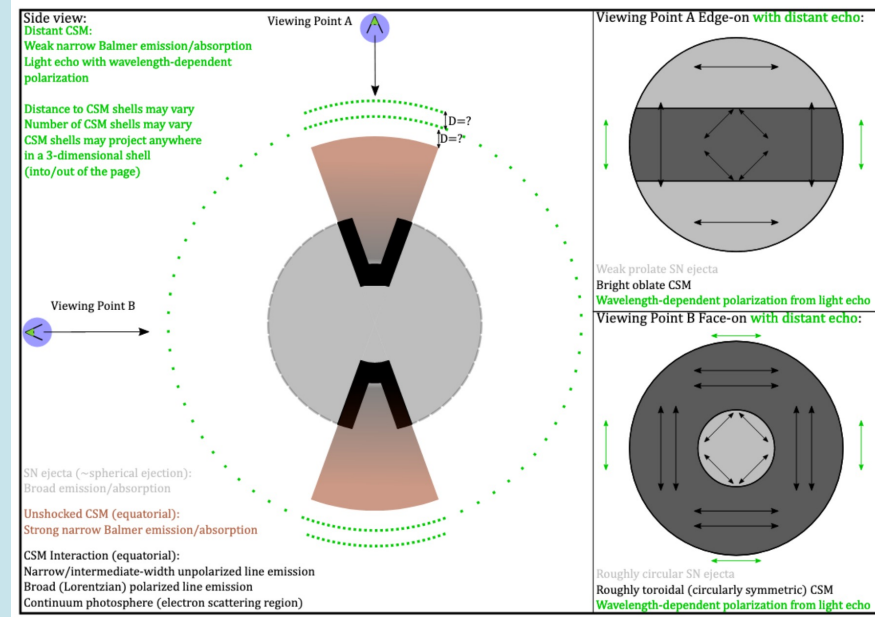 Side view:
Distant CSM:
Weak narrow Balmer emission/absorption
Light echo with wavelength-dependent
polarization
Distance to CSM shells may vary
Number of CSM shells may vary
CSM shells may project anywhere
in a 3-dimensional shell
(into/out of the page)
Viewing Point A
D=?
D=?
Viewing Point B
SN ejecta (~spherical ejection):
Broad emission/absorption
Unshocked CSM (equatorial):
Strong narrow Balmer emission/absorption
CSM Interaction (equatorial):
Narrow/intermediate-width unpolarized line emission
Broad (Lorentzian) polarized line emission
Continuum photosphere (electron scattering region)
Viewing Point A Edge-on with distant echo:
Weak prolate SN ejecta
Bright oblate CSM
Wavelength-dependent polarization from light echo
Viewing Point B Face-on with distant echo:
Roughly circular SN ejecta
Roughly toroidal (circularly symmetric) CSM
Wavelength-dependent polarization from light echo